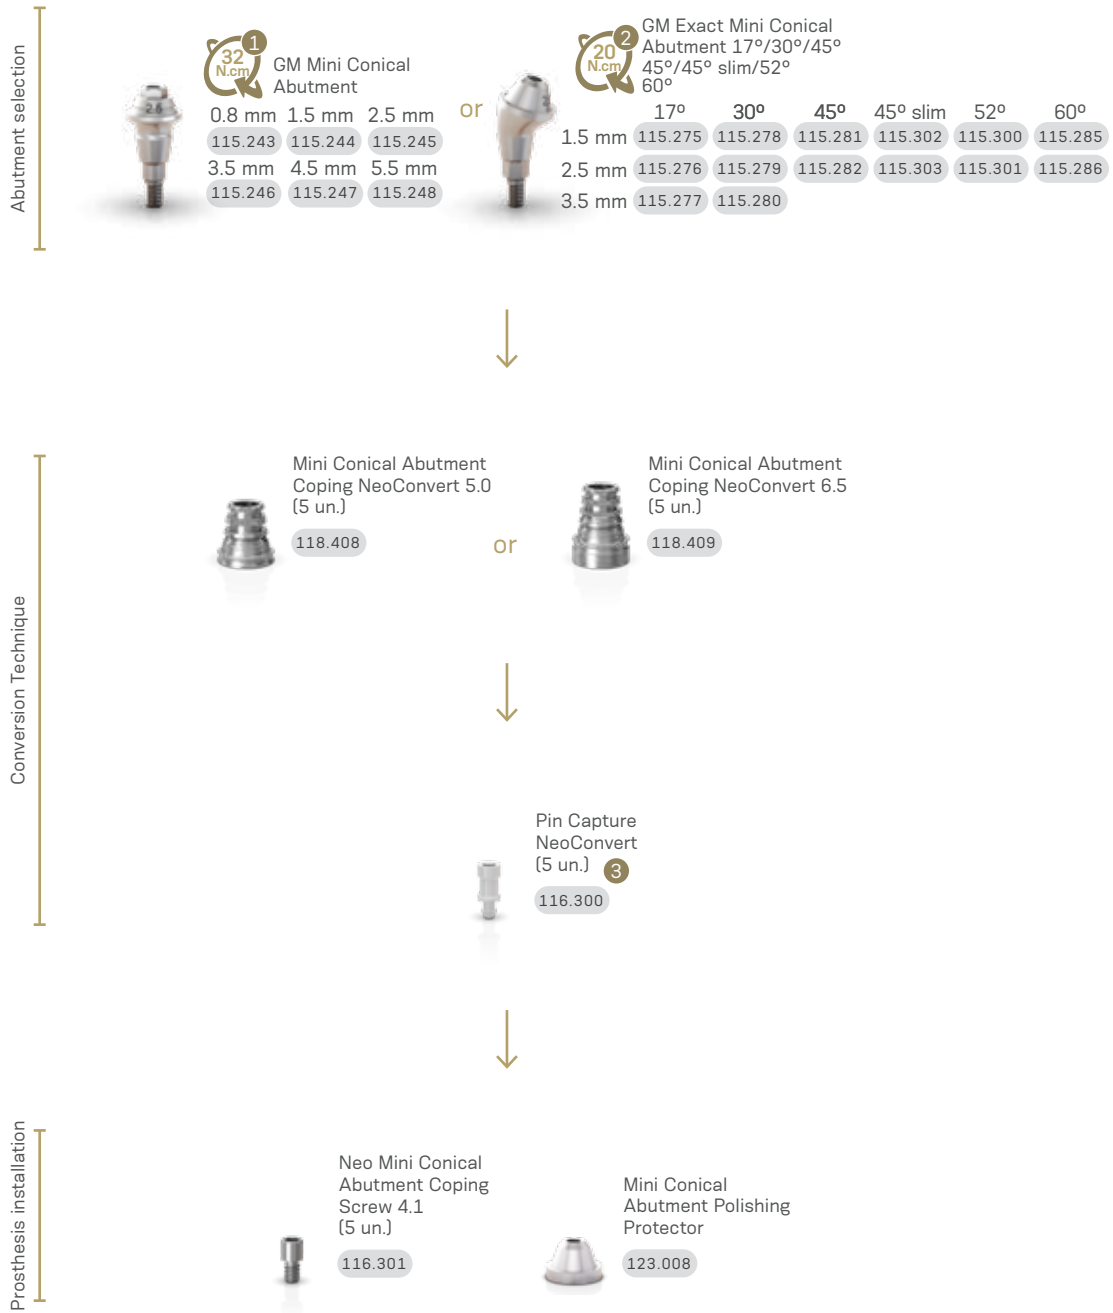 Abutment selection
32
N.cm
1
GM Mini Conical
Abutment
0.8 mm 1.5 mm 2.5 mm
115.243 115.244 115.245
3.5 mm 4.5 mm 5.5 mm
115.246 115.247 115.248
2.5
or
20
N.cm
2
GM Exact Mini Conical
Abutment 17º/30º/45º
45º/45º slim/52º
60º
17º 30º 45º 45º slim 52º 60º
1.5 mm 115.275 115.278 115.281 115.302 115.300 115.285
2.5 mm 115.276 115.279 115.282 115.303 115.301 115.286
3.5 mm 115.277 115.280
Conversion Technique
Mini Conical Abutment
Coping NeoConvert 5.0
(5 un.)
118.408
or
Mini Conical Abutment
Coping NeoConvert 6.5
(5 un.)
118.409
Pin Capture
NeoConvert
(5 un.) 3
116.300
Prosthesis installation
Neo Mini Conical
Abutment Coping
Screw 4.1
(5 un.)
116.301
Mini Conical
Abutment Polishing
Protector
123.008